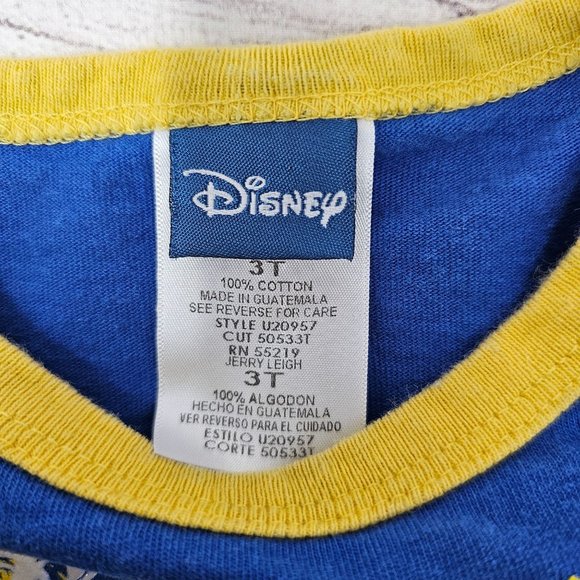 Disney
3T
100% COTTON
MADE IN GUATEMALA
SEE REVERSE FOR CARE
STYLE U20957
CUT 50533T
RN 55219
JERRY LEIGH
3T
100% ALGODON
HECHO EN GUATEMALA
VER REVERSO PARA EL CUIDADO
ESTILO U20957
CORTE 50533T